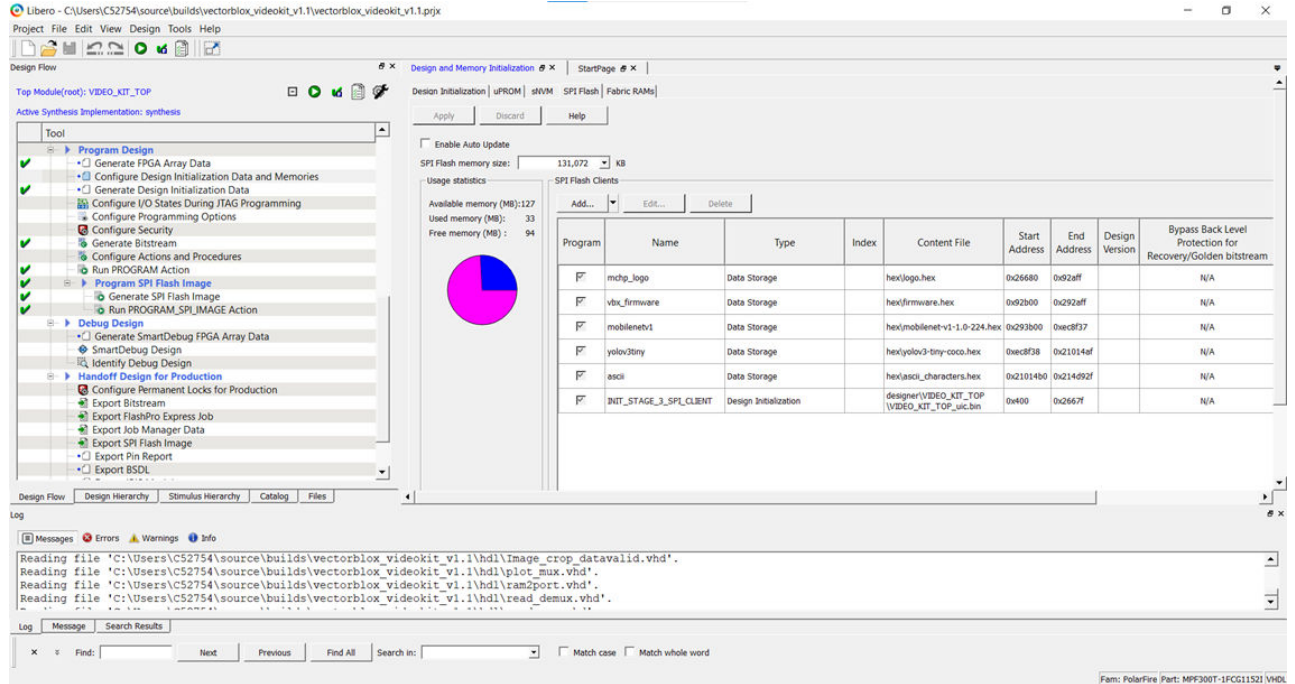 Libero - C:\Users\C52754\source\builds\vectorblox_videokit_v1.1\vectorblox_videokit_v1.1.prjx
Project File Edit View Design Tools Help
Design Flow
Top Module(root): VIDEO_KIT_TOP
Active Synthesis Implementation: synthesis
Tool
Program Design
Generate FPGA Array Data
Configure Design Initialization Data and Memories
Generate Design Initialization Data
Configure I/O States During JTAG Programming
Configure Programming Options
Configure Security
Generate Bitstream
Configure Actions and Procedures
Run PROGRAM Action
Program SPI Flash Image
Generate SPI Flash Image
Run PROGRAM_SPI_IMAGE Action
Debug Design
Generate SmartDebug FPGA Array Data
SmartDebug Design
Identify Debug Design
Handoff Design for Production
Configure Permanent Locks for Production
Export Bitstream
Export FlashPro Express Job
Export Job Manager Data
Export SPI Flash Image
Export Pin Report
Export BSDL
Design Flow Design Hierarchy Stimulus Hierarchy Catalog Files
Design and Memory Initialization StartPage
Design Initialization uPROM sNVM SPI Flash Fabric RAMs
Apply Discard Help
Enable Auto Update
SPI Flash memory size: 131,072 KB
Usage statistics
Available memory (MB):127
Used memory (MB): 33
Free memory (MB) : 94
SPI Flash Clients
Add... Edit... Delete
Program Name Type Index Content File Start Address End Address Design Version Bypass Back Level Protection for Recovery/Golden bitstream
mchp_logo Data Storage hex\logo.hex 0x26680 0x92aff N/A
vbx_firmware Data Storage hex\firmware.hex 0x92b00 0x292aff N/A
mobilenetv1 Data Storage hex\mobilenet-v1-1.0-224.hex 0x293b00 0xec8f37 N/A
yolov3tiny Data Storage hex\yolov3-tiny-coco.hex 0xec8f38 0x21014af N/A
ascii Data Storage hex\ascii_characters.hex 0x21014b0 0x214d92f N/A
INIT_STAGE_3_SPI_CLIENT Design Initialization designer\VIDEO_KIT_TOP\VIDEO_KIT_TOP_uic.bin 0x400 0x2667f N/A
Log
Messages Errors Warnings Info
Reading file 'C:\Users\C52754\source\builds\vectorblox_videokit_v1.1\hdl\Image_crop_datavalid.vhd'.
Reading file 'C:\Users\C52754\source\builds\vectorblox_videokit_v1.1\hdl\plot_mux.vhd'.
Reading file 'C:\Users\C52754\source\builds\vectorblox_videokit_v1.1\hdl\ram2port.vhd'.
Reading file 'C:\Users\C52754\source\builds\vectorblox_videokit_v1.1\hdl\read_demux.vhd'.
Log Message Search Results
Find: Next Previous Find All Search in: Match case Match whole word
Fam: PolarFire Part: MPF300T-1FCG1152I VHDL